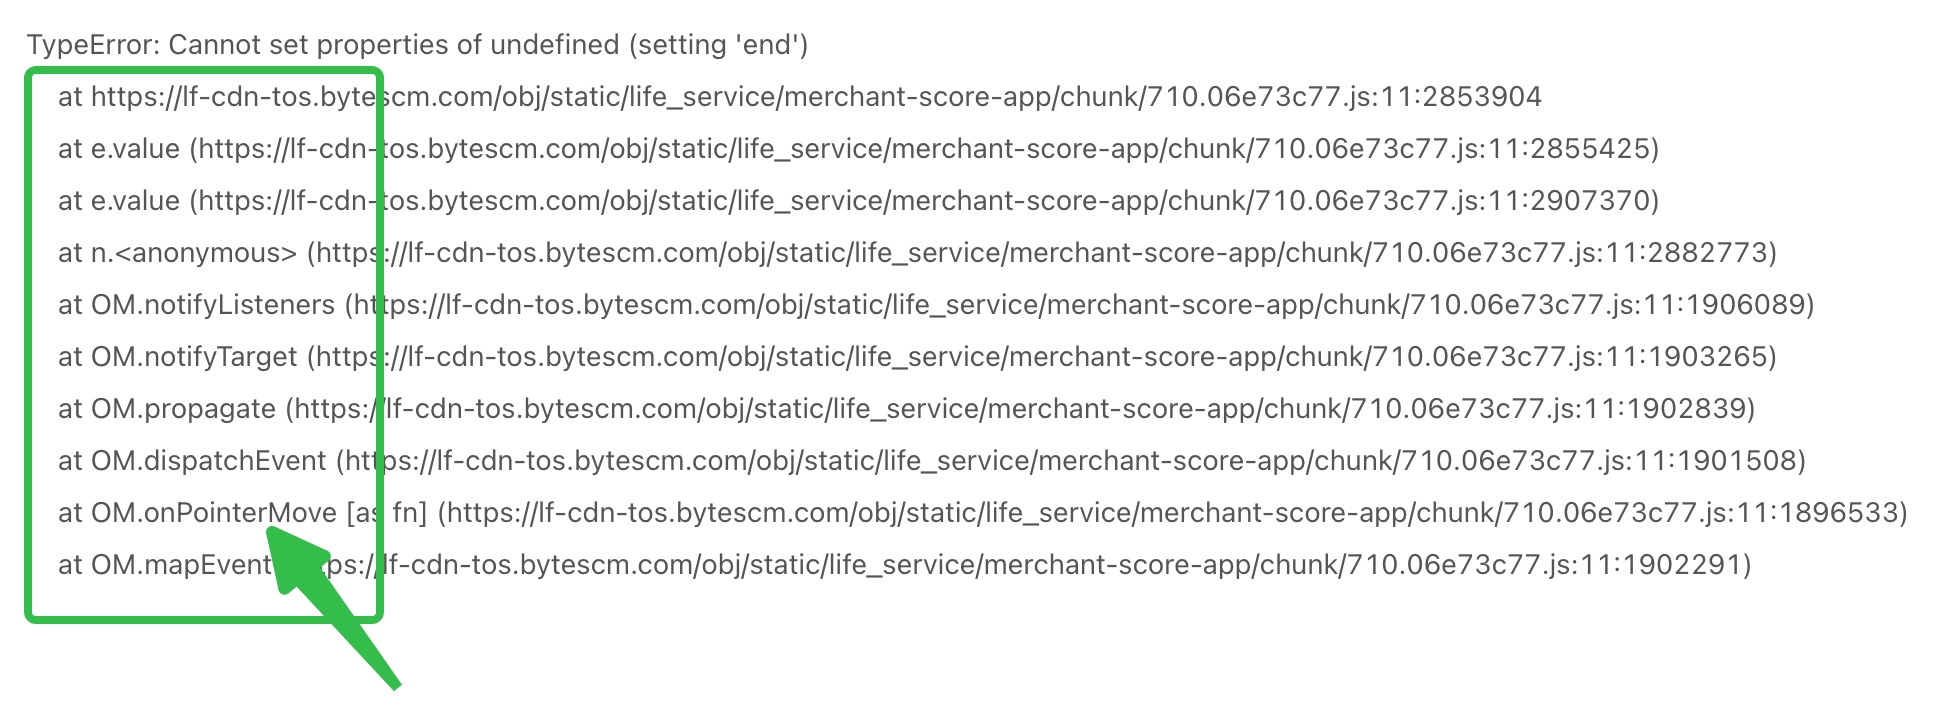 TypeError: Cannot set properties of undefined (setting 'end')
at https://lf-cdn-tos.bytescm.com/obj/static/life_service/merchant-score-app/chunk/710.06e73c77.js:11:2853904
at e.value (https://lf-cdn-tos.bytescm.com/obj/static/life_service/merchant-score-app/chunk/710.06e73c77.js:11:2855425)
at e.value (https://lf-cdn-tos.bytescm.com/obj/static/life_service/merchant-score-app/chunk/710.06e73c77.js:11:2907370)
at n.<anonymous> (https://lf-cdn-tos.bytescm.com/obj/static/life_service/merchant-score-app/chunk/710.06e73c77.js:11:2882773)
at OM.notifyListeners (https://lf-cdn-tos.bytescm.com/obj/static/life_service/merchant-score-app/chunk/710.06e73c77.js:11:1906089)
at OM.notifyTarget (https://lf-cdn-tos.bytescm.com/obj/static/life_service/merchant-score-app/chunk/710.06e73c77.js:11:1903265)
at OM.propagate (https://lf-cdn-tos.bytescm.com/obj/static/life_service/merchant-score-app/chunk/710.06e73c77.js:11:1902839)
at OM.dispatchEvent (https://lf-cdn-tos.bytescm.com/obj/static/life_service/merchant-score-app/chunk/710.06e73c77.js:11:1901508)
at OM.onPointerMove [as fn] (https://lf-cdn-tos.bytescm.com/obj/static/life_service/merchant-score-app/chunk/710.06e73c77.js:11:1896533)
at OM.mapEvent ps://lf-cdn-tos.bytescm.com/obj/static/life_service/merchant-score-app/chunk/710.06e73c77.js:11:1902291)